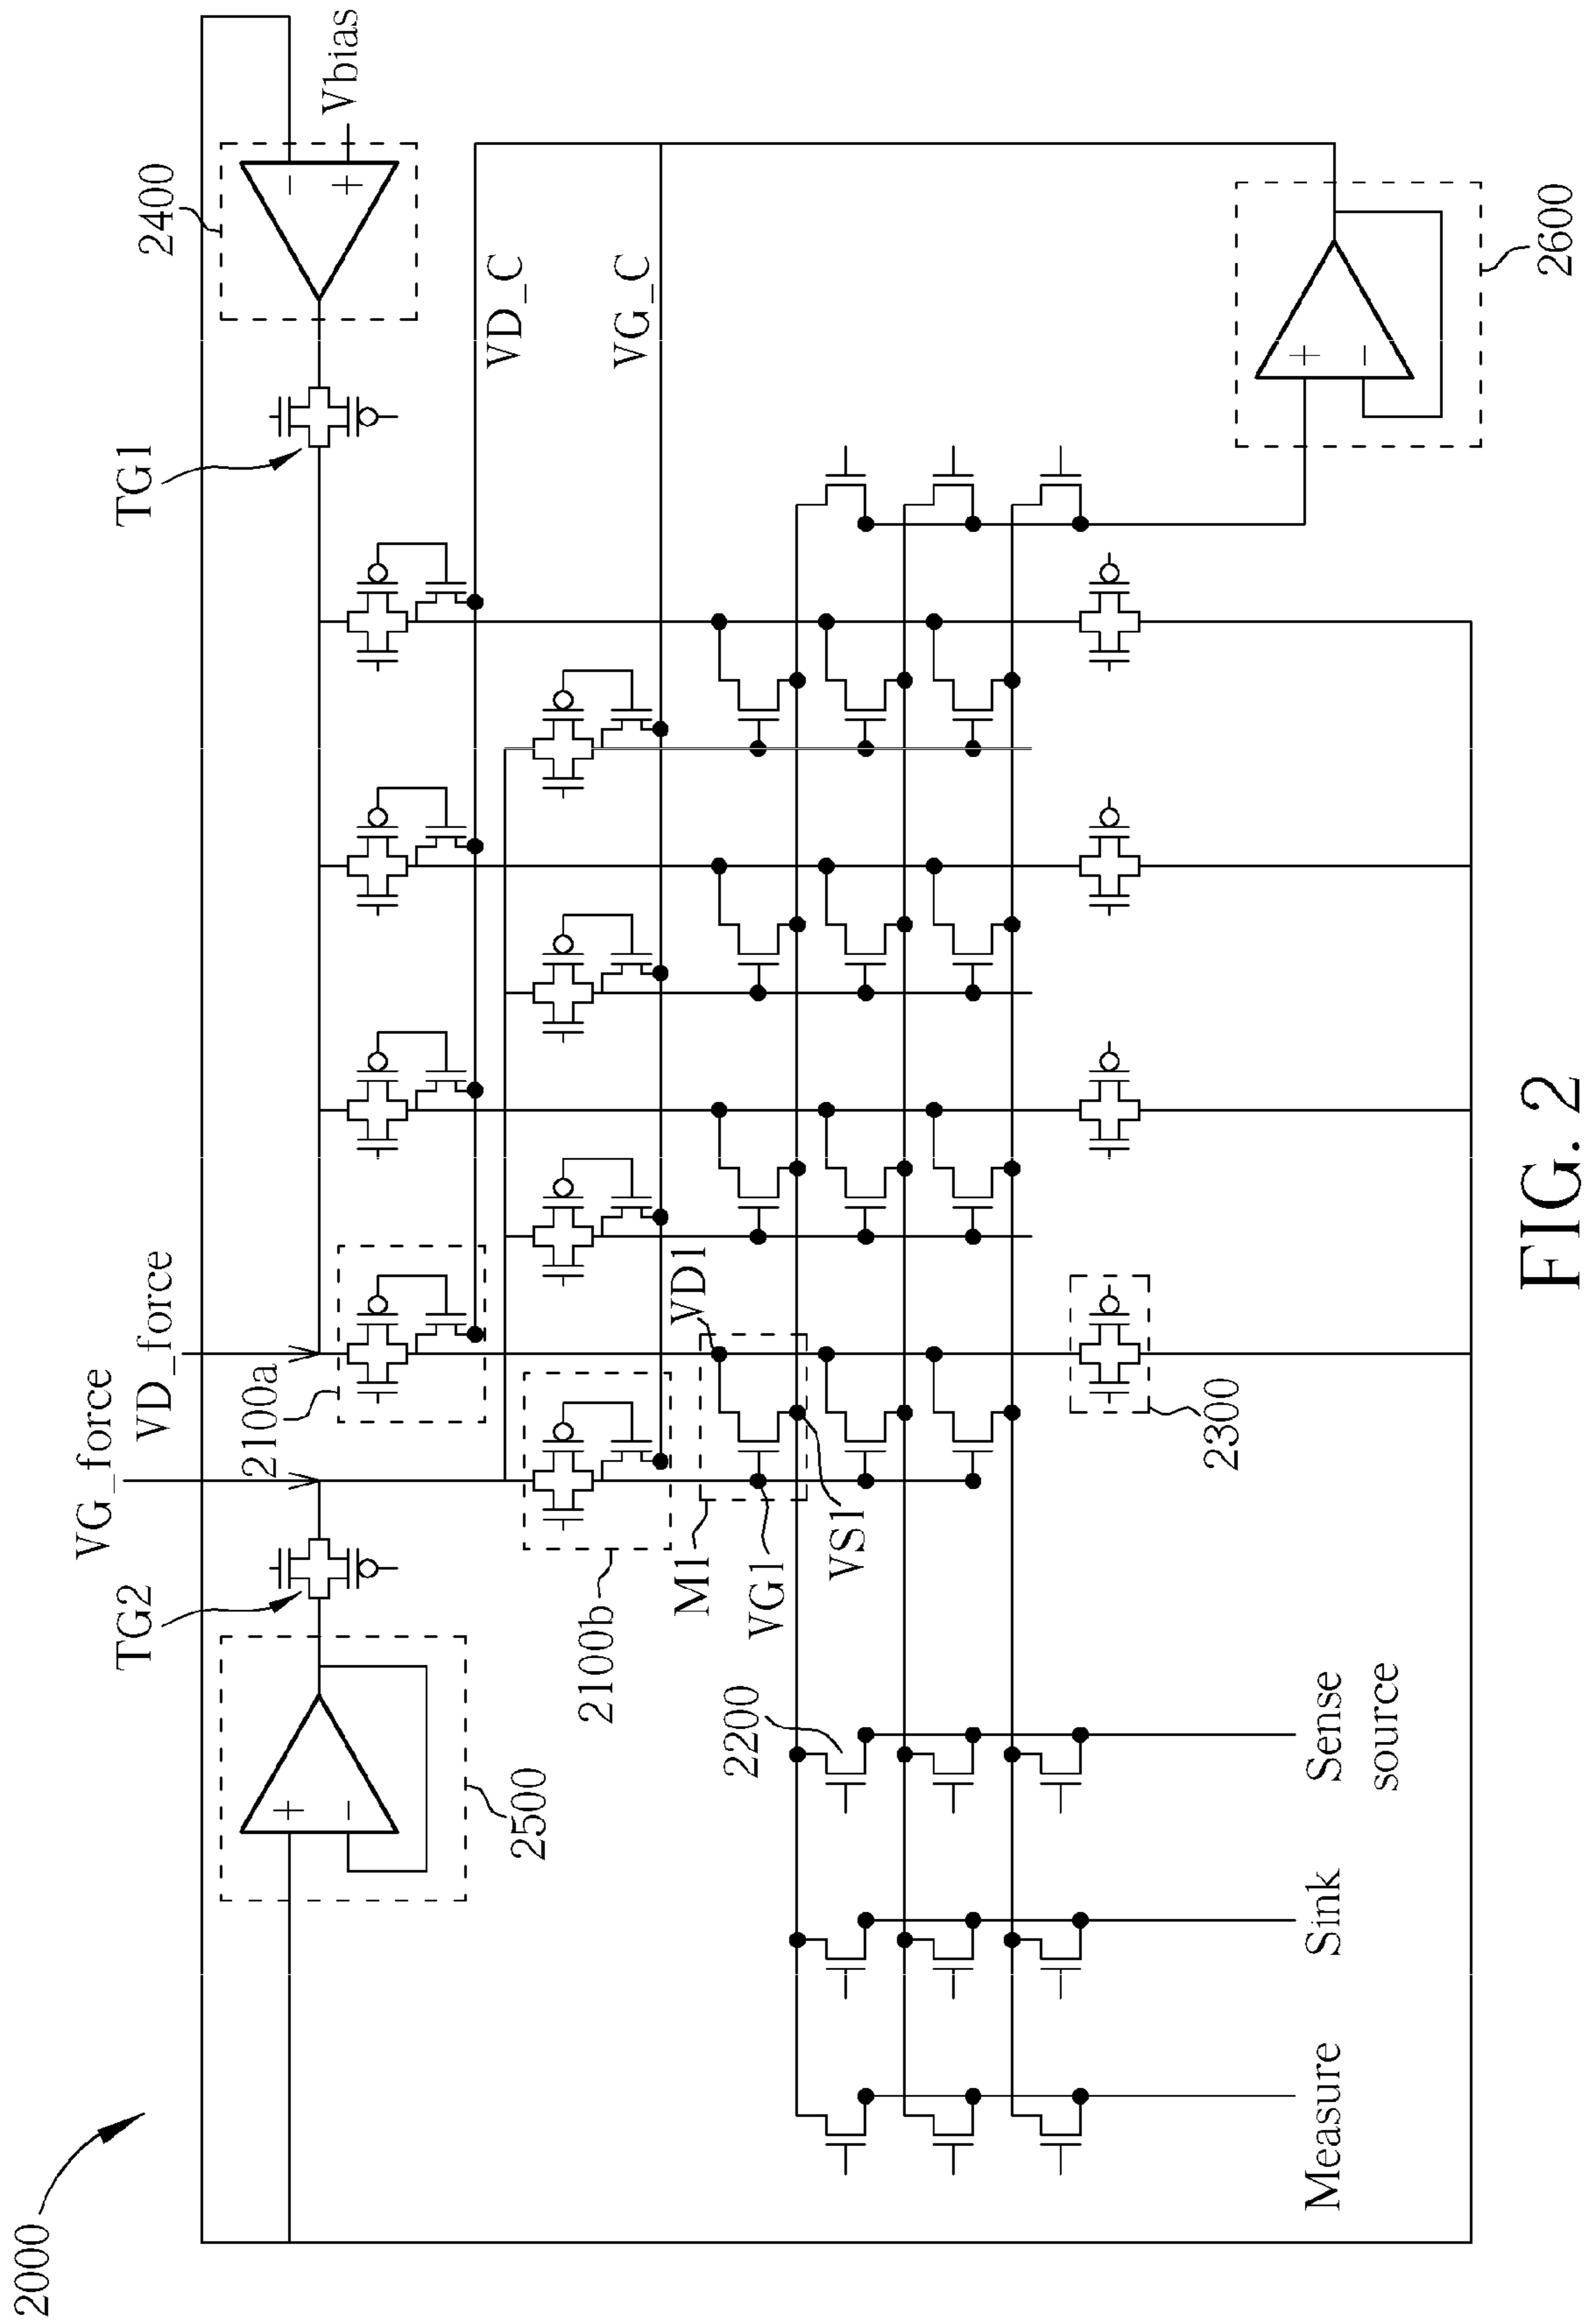 2000
VG_force
VD_force
TG2
TG1
2400
Vbias
2500
2100a
2100b
VD_C
VG_C
M1
VD1
VG1
VS1
2200
2300
2600
Measure
Sink
Sense
source
+
−
−
+
+
−
FIG. 2